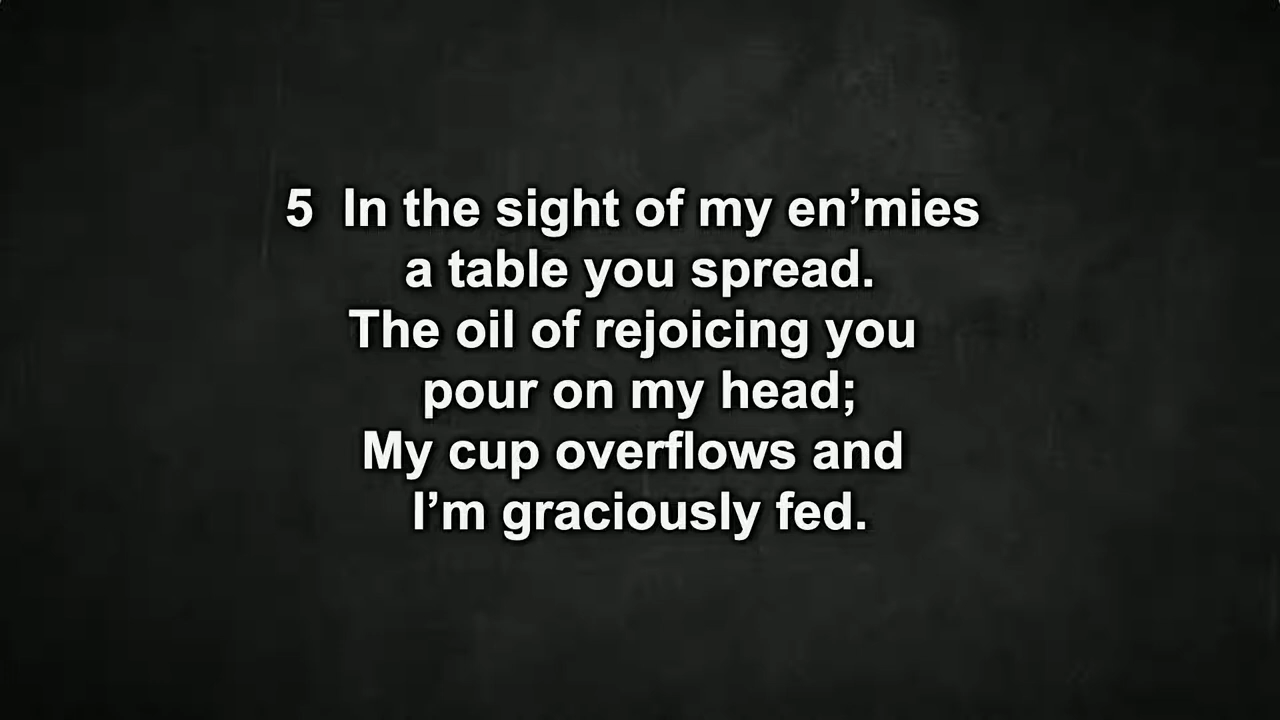 5  In the sight of my en’mies
a table you spread.
The oil of rejoicing you
pour on my head;
My cup overflows and
I’m graciously fed.